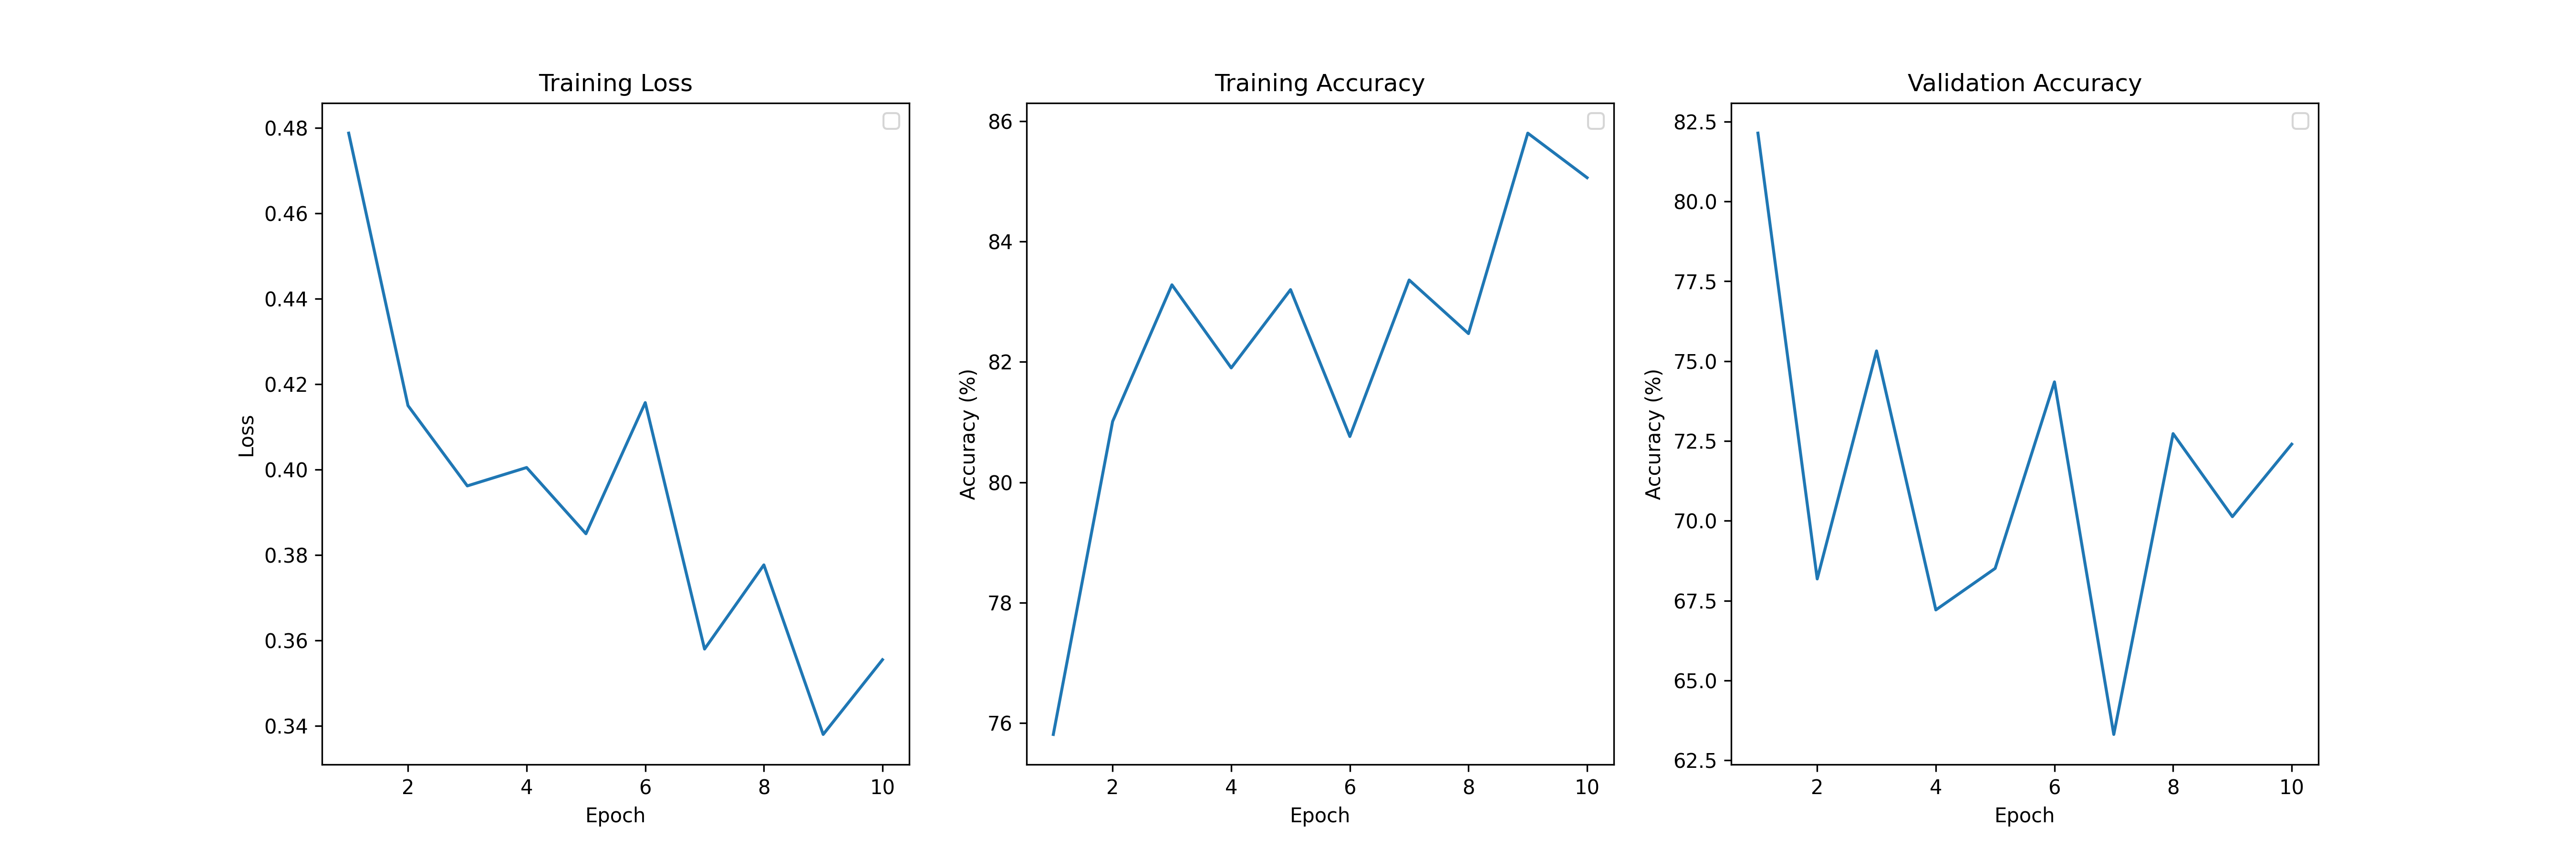 Training Loss
0.48
0.46
0.44
0.42
0.40
0.38
0.36
0.34
Loss
2 4 6 8 10
Epoch
Training Accuracy
86
84
82
80
78
76
Accuracy (%)
2 4 6 8 10
Epoch
Validation Accuracy
82.5
80.0
77.5
75.0
72.5
70.0
67.5
65.0
62.5
Accuracy (%)
2 4 6 8 10
Epoch